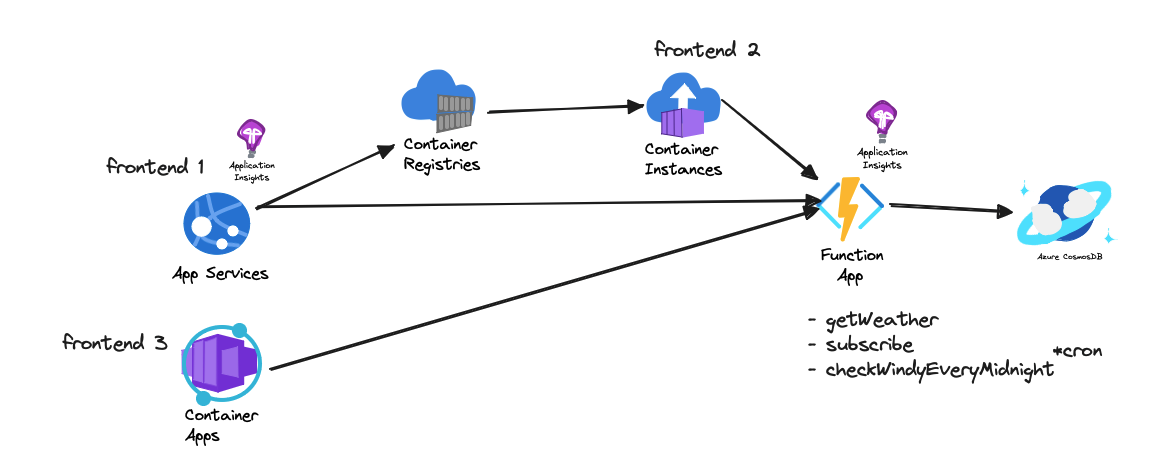 frontend 2
Container
Registries
Container
Instances
Application
Insights
frontend 1
Application
Insights
App Services
Function
App
Azure CosmosDB
- getWeather
- subscribe
- checkWindyEveryMidnight
*cron
frontend 3
Container
Apps